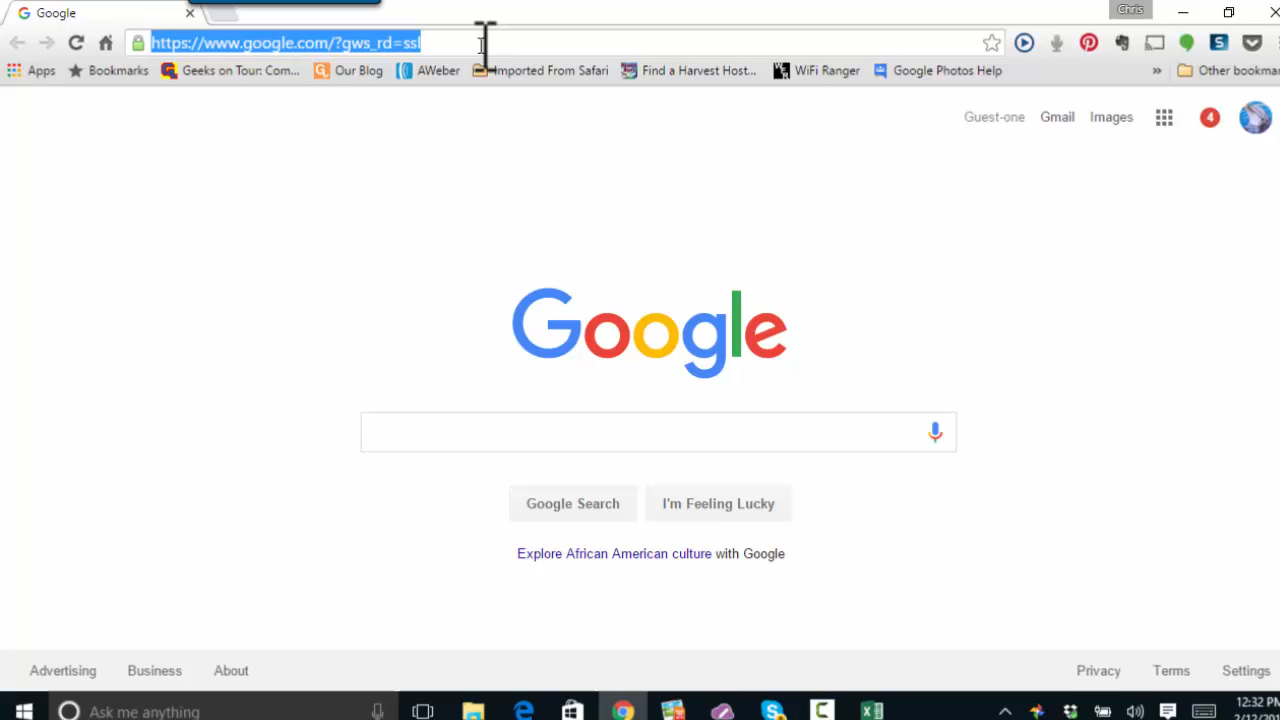 Google
Chris
https://www.google.com/?gws_rd=ssl
Apps Bookmarks Geeks on Tour: Com... Our Blog AWeber Imported From Safari Find a Harvest Host... WiFi Ranger Google Photos Help » Other bookma
Guest-one Gmail Images 4
Google
Google Search I'm Feeling Lucky
Explore African American culture with Google
Advertising Business About Privacy Terms Settings
Ask me anything
12:32 PM